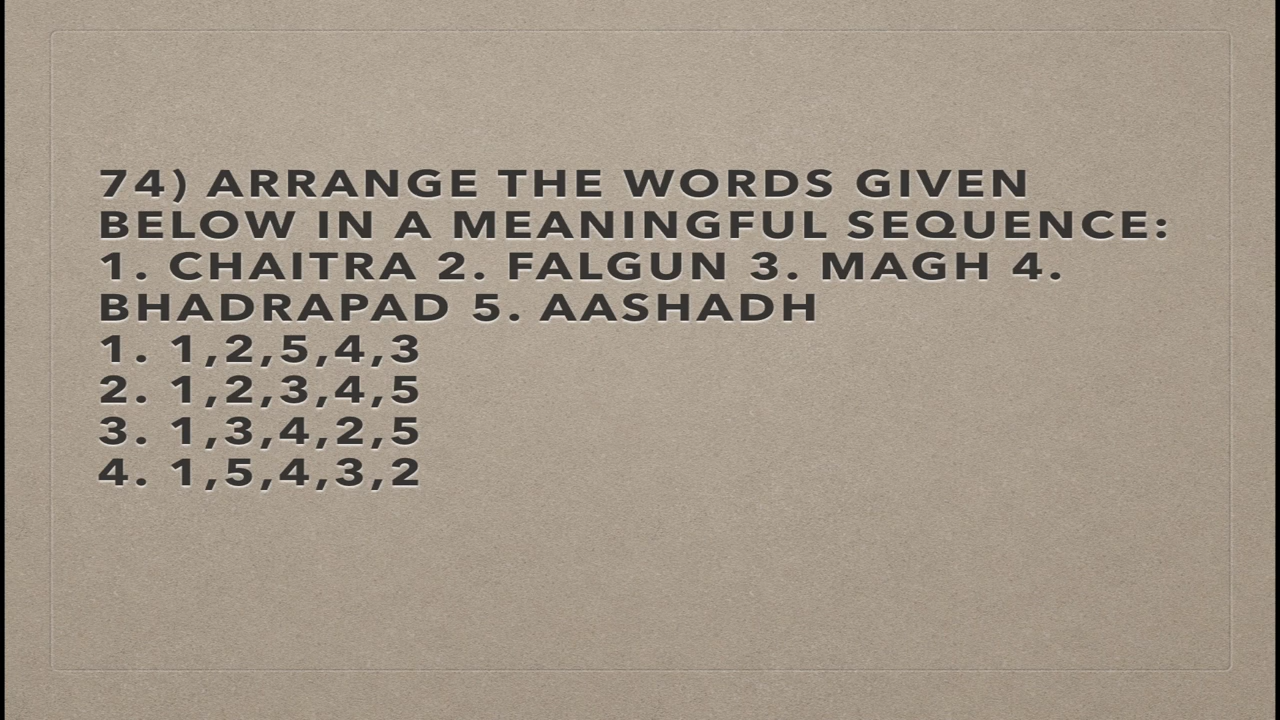 74) ARRANGE THE WORDS GIVEN
BELOW IN A MEANINGFUL SEQUENCE:
1. CHAITRA 2. FALGUN 3. MAGH 4.
BHADRAPAD 5. AASHADH
1. 1,2,5,4,3
2. 1,2,3,4,5
3. 1,3,4,2,5
4. 1,5,4,3,2